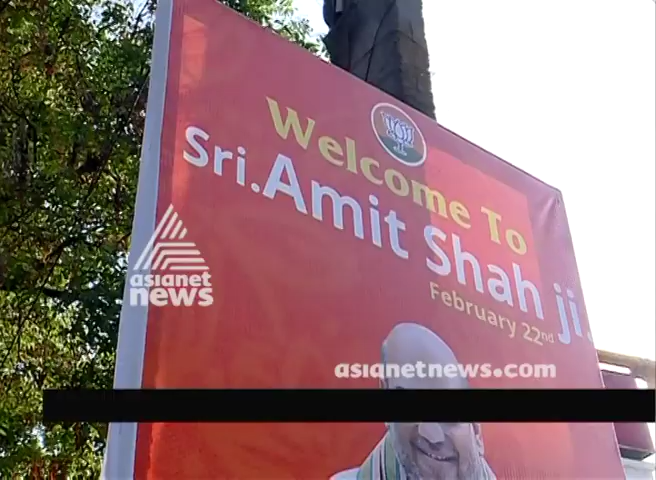 Welcome To
Sri. Amit Shah ji.
February 22nd
asianet
news
asianetnews.com